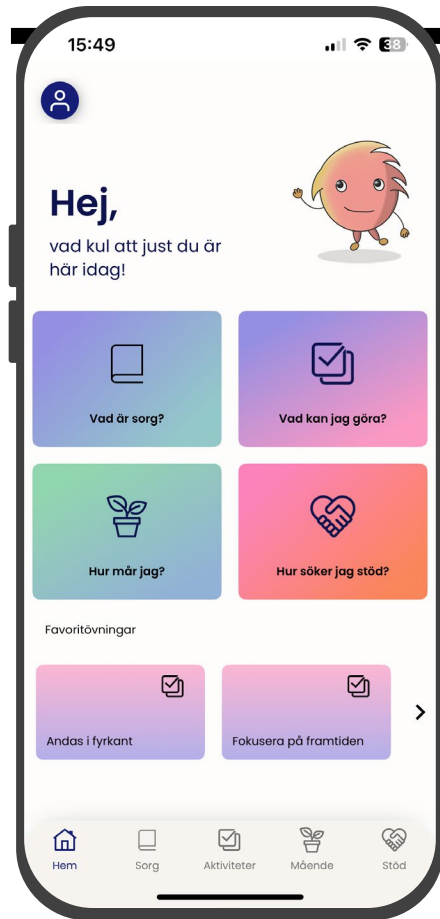 15:49
38
Hej,
vad kul att just du är
här idag!
Vad är sorg?
Vad kan jag göra?
Hur mår jag?
Hur söker jag stöd?
Favoritövningar
Andas i fyrkant
Fokusera på framtiden
Hem
Sorg
Aktiviteter
Mående
Stöd